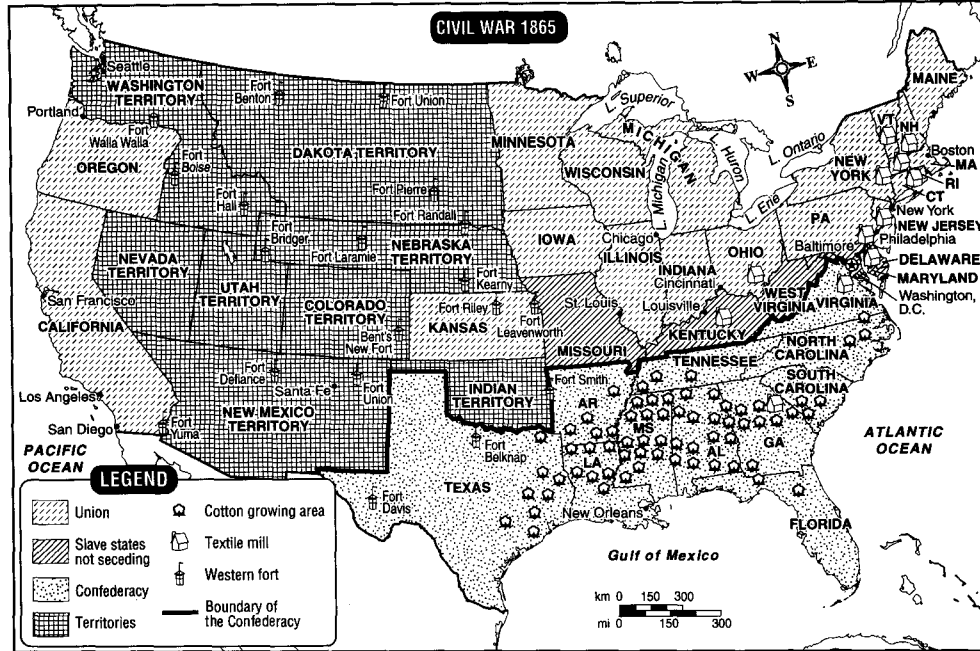 CIVIL WAR 1865
N
W
E
S
Seattle
WASHINGTON
TERRITORY
Portland
Fort
Walla Walla
OREGON
Fort
Boise
Fort
Benton
Fort Union
DAKOTA TERRITORY
Fort
Hall
Fort Pierre
Fort Randall
Fort
Bridger
Fort Laramie
NEBRASKA
TERRITORY
Fort
Kearny
NEVADA
TERRITORY
UTAH
TERRITORY
COLORADO
TERRITORY
Bent's
New Fort
Fort Riley
KANSAS
Fort
Leavenworth
San Francisco
CALIFORNIA
Los Angeles
San Diego
Fort
Yuma
Fort
Defiance
Santa Fe
Fort
Union
NEW MEXICO
TERRITORY
INDIAN
TERRITORY
Fort Smith
Fort
Belknap
TEXAS
Fort
Davis
MINNESOTA
WISCONSIN
MICHIGAN
L. Superior
L. Michigan
L. Huron
L. Ontario
L. Erie
IOWA
Chicago
ILLINOIS
INDIANA
Cincinnati
OHIO
St. Louis
Louisville
MISSOURI
KENTUCKY
WEST
VIRGINIA
VIRGINIA
TENNESSEE
NORTH
CAROLINA
SOUTH
CAROLINA
AR
MS
LA
AL
GA
New Orleans
FLORIDA
MAINE
VT
NH
Boston
MA
RI
CT
NEW
YORK
New York
PA
NEW JERSEY
Philadelphia
Baltimore
DELAWARE
MARYLAND
Washington,
D.C.
PACIFIC
OCEAN
ATLANTIC
OCEAN
Gulf of Mexico
km 0 150 300
mi 0 150 300
LEGEND
Union
Slave states
not seceding
Confederacy
Territories
Cotton growing area
Textile mill
Western fort
Boundary of
the Confederacy